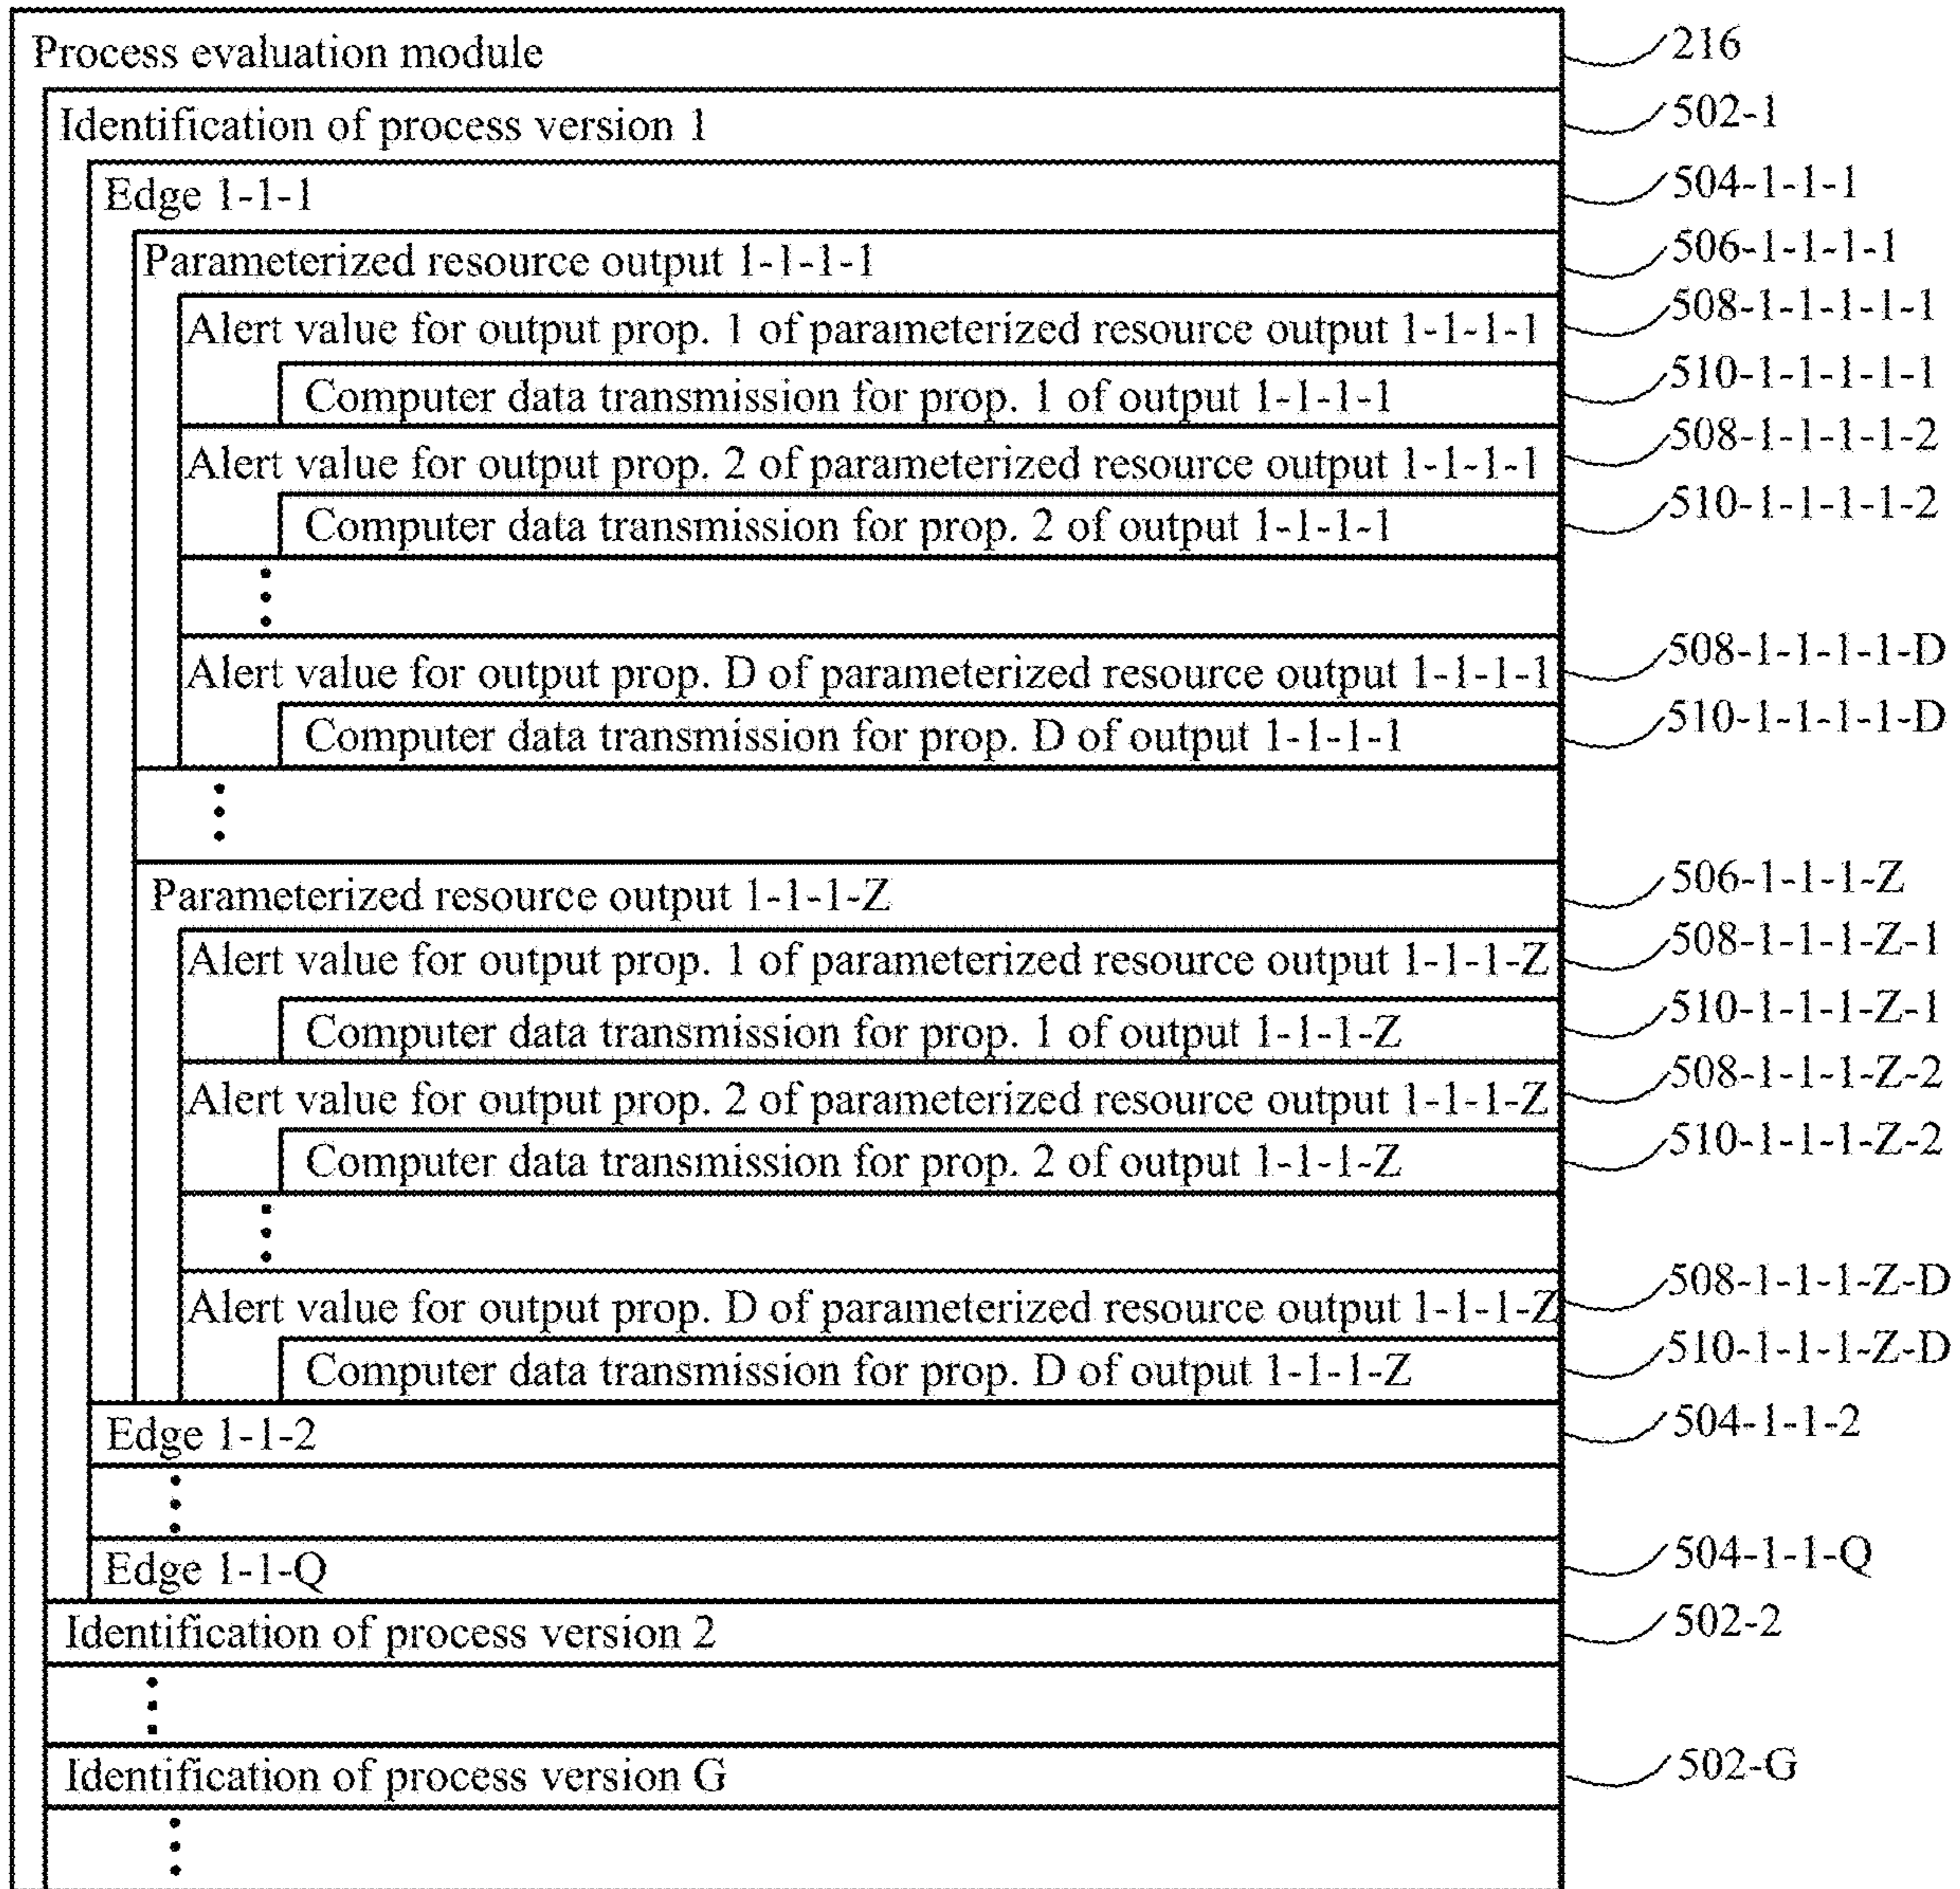 Process evaluation module 216
Identification of process version 1 502-1
Edge 1-1-1 504-1-1-1
Parameterized resource output 1-1-1-1 506-1-1-1-1
Alert value for output prop. 1 of parameterized resource output 1-1-1-1 508-1-1-1-1-1
Computer data transmission for prop. 1 of output 1-1-1-1 510-1-1-1-1-1
Alert value for output prop. 2 of parameterized resource output 1-1-1-1 508-1-1-1-1-2
Computer data transmission for prop. 2 of output 1-1-1-1 510-1-1-1-1-2
Alert value for output prop. D of parameterized resource output 1-1-1-1 508-1-1-1-1-D
Computer data transmission for prop. D of output 1-1-1-1 510-1-1-1-1-D
Parameterized resource output 1-1-1-Z 506-1-1-1-Z
Alert value for output prop. 1 of parameterized resource output 1-1-1-Z 508-1-1-1-Z-1
Computer data transmission for prop. 1 of output 1-1-1-Z 510-1-1-1-Z-1
Alert value for output prop. 2 of parameterized resource output 1-1-1-Z 508-1-1-1-Z-2
Computer data transmission for prop. 2 of output 1-1-1-Z 510-1-1-1-Z-2
Alert value for output prop. D of parameterized resource output 1-1-1-Z 508-1-1-1-Z-D
Computer data transmission for prop. D of output 1-1-1-Z 510-1-1-1-Z-D
Edge 1-1-2 504-1-1-2
Edge 1-1-Q 504-1-1-Q
Identification of process version 2 502-2
Identification of process version G 502-G